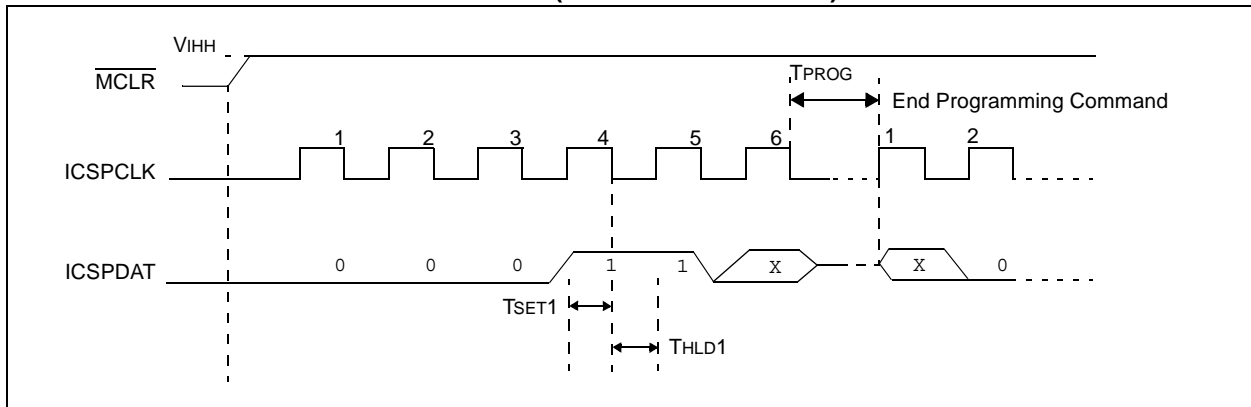 VIHH
MCLR
TPROG
End Programming Command
1 2 3 4 5 6 1 2
ICSPCLK
ICSPDAT
0 0 0 1 1 X X 0
TSET1
THLD1